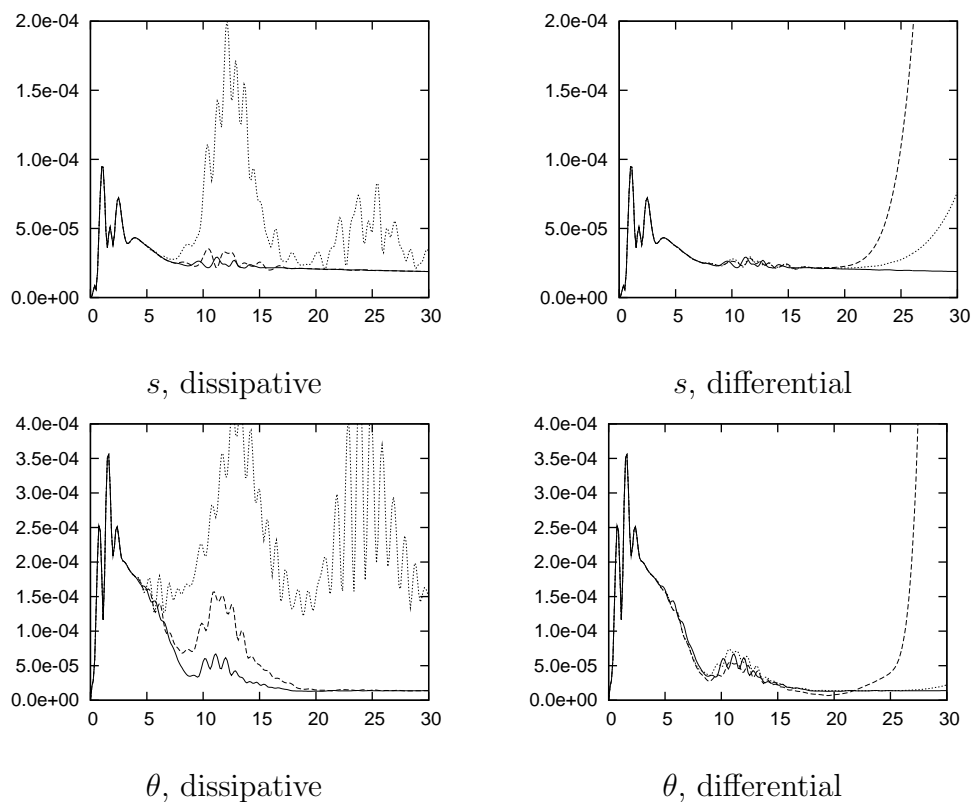 2.0e-04
1.5e-04
1.0e-04
5.0e-05
0.0e+00
0 5 10 15 20 25 30
s, dissipative
2.0e-04
1.5e-04
1.0e-04
5.0e-05
0.0e+00
0 5 10 15 20 25 30
s, differential
4.0e-04
3.5e-04
3.0e-04
2.5e-04
2.0e-04
1.5e-04
1.0e-04
5.0e-05
0.0e+00
0 5 10 15 20 25 30
θ, dissipative
4.0e-04
3.5e-04
3.0e-04
2.5e-04
2.0e-04
1.5e-04
1.0e-04
5.0e-05
0.0e+00
0 5 10 15 20 25 30
θ, differential